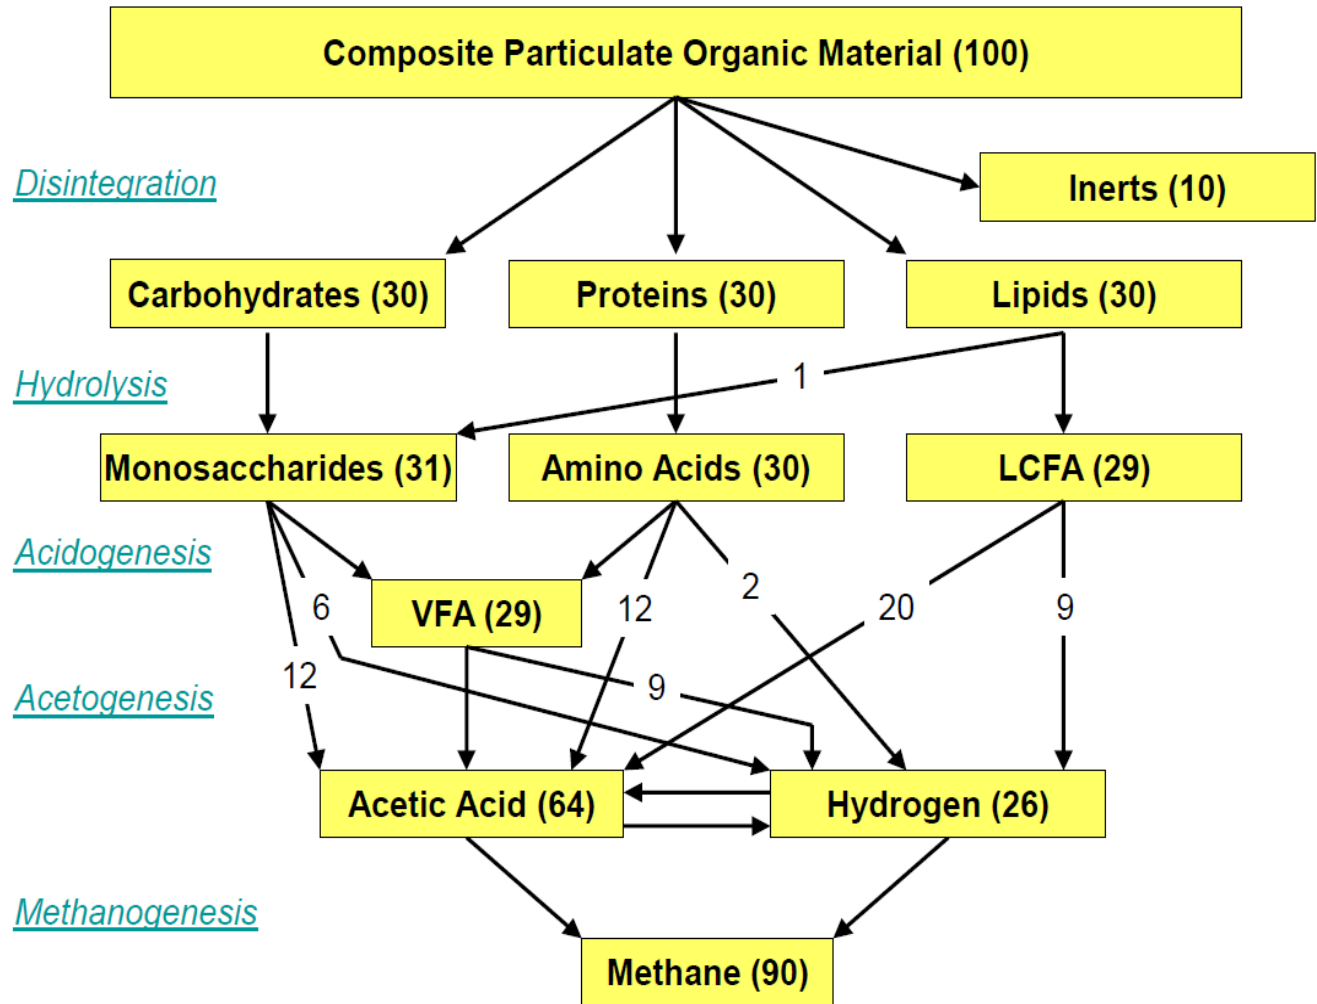 Composite Particulate Organic Material (100)
Disintegration
Inerts (10)
Carbohydrates (30)
Proteins (30)
Lipids (30)
Hydrolysis
1
Monosaccharides (31)
Amino Acids (30)
LCFA (29)
Acidogenesis
6
VFA (29)
12
2
20
9
12
Acetogenesis
9
Acetic Acid (64)
Hydrogen (26)
Methanogenesis
Methane (90)